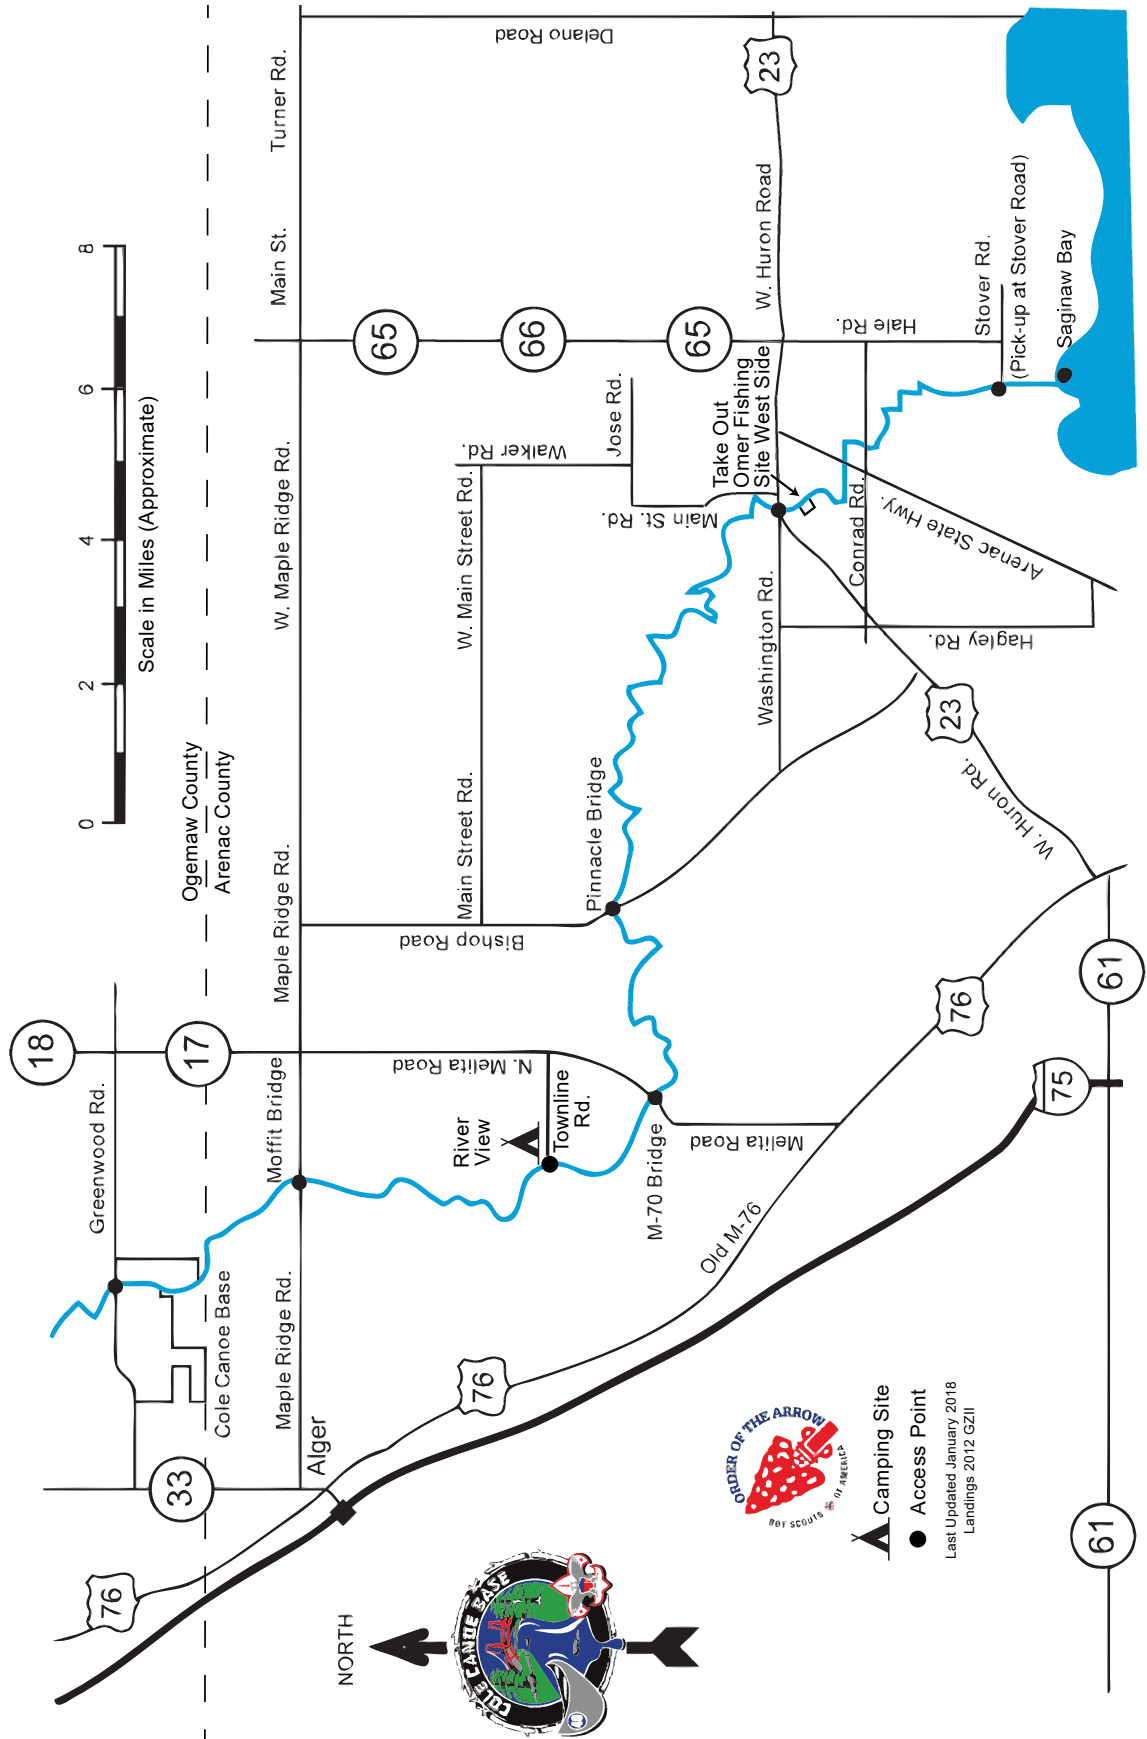 0
2
4
6
8
Scale in Miles (Approximate)
Ogemaw County
Arenac County
18
17
33
76
Greenwood Rd.
Cole Canoe Base
Maple Ridge Rd.
Moffit Bridge
Maple Ridge Rd.
W. Maple Ridge Rd.
Main St.
Turner Rd.
Delano Road
Alger
N. Melita Road
River
View
Townline
Rd.
M-70 Bridge
Melita Road
Old M-76
76
76
Bishop Road
Main Street Rd.
W. Main Street Rd.
Walker Rd.
Jose Rd.
Main St. Rd.
65
66
65
Pinnacle Bridge
Washington Rd.
Take Out
Omer Fishing
Site West Side
W. Huron Road
23
Hale Rd.
Conrad Rd.
Arenac State Hwy.
Hagley Rd.
23
W. Huron Rd.
Stover Rd.
(Pick-up at Stover Road)
Saginaw Bay
75
61
61
NORTH
COLE CANOE BASE
ORDER OF THE ARROW
BOY SCOUTS OF AMERICA
Camping Site
Access Point
Last Updated January 2018
Landings 2012 GZII